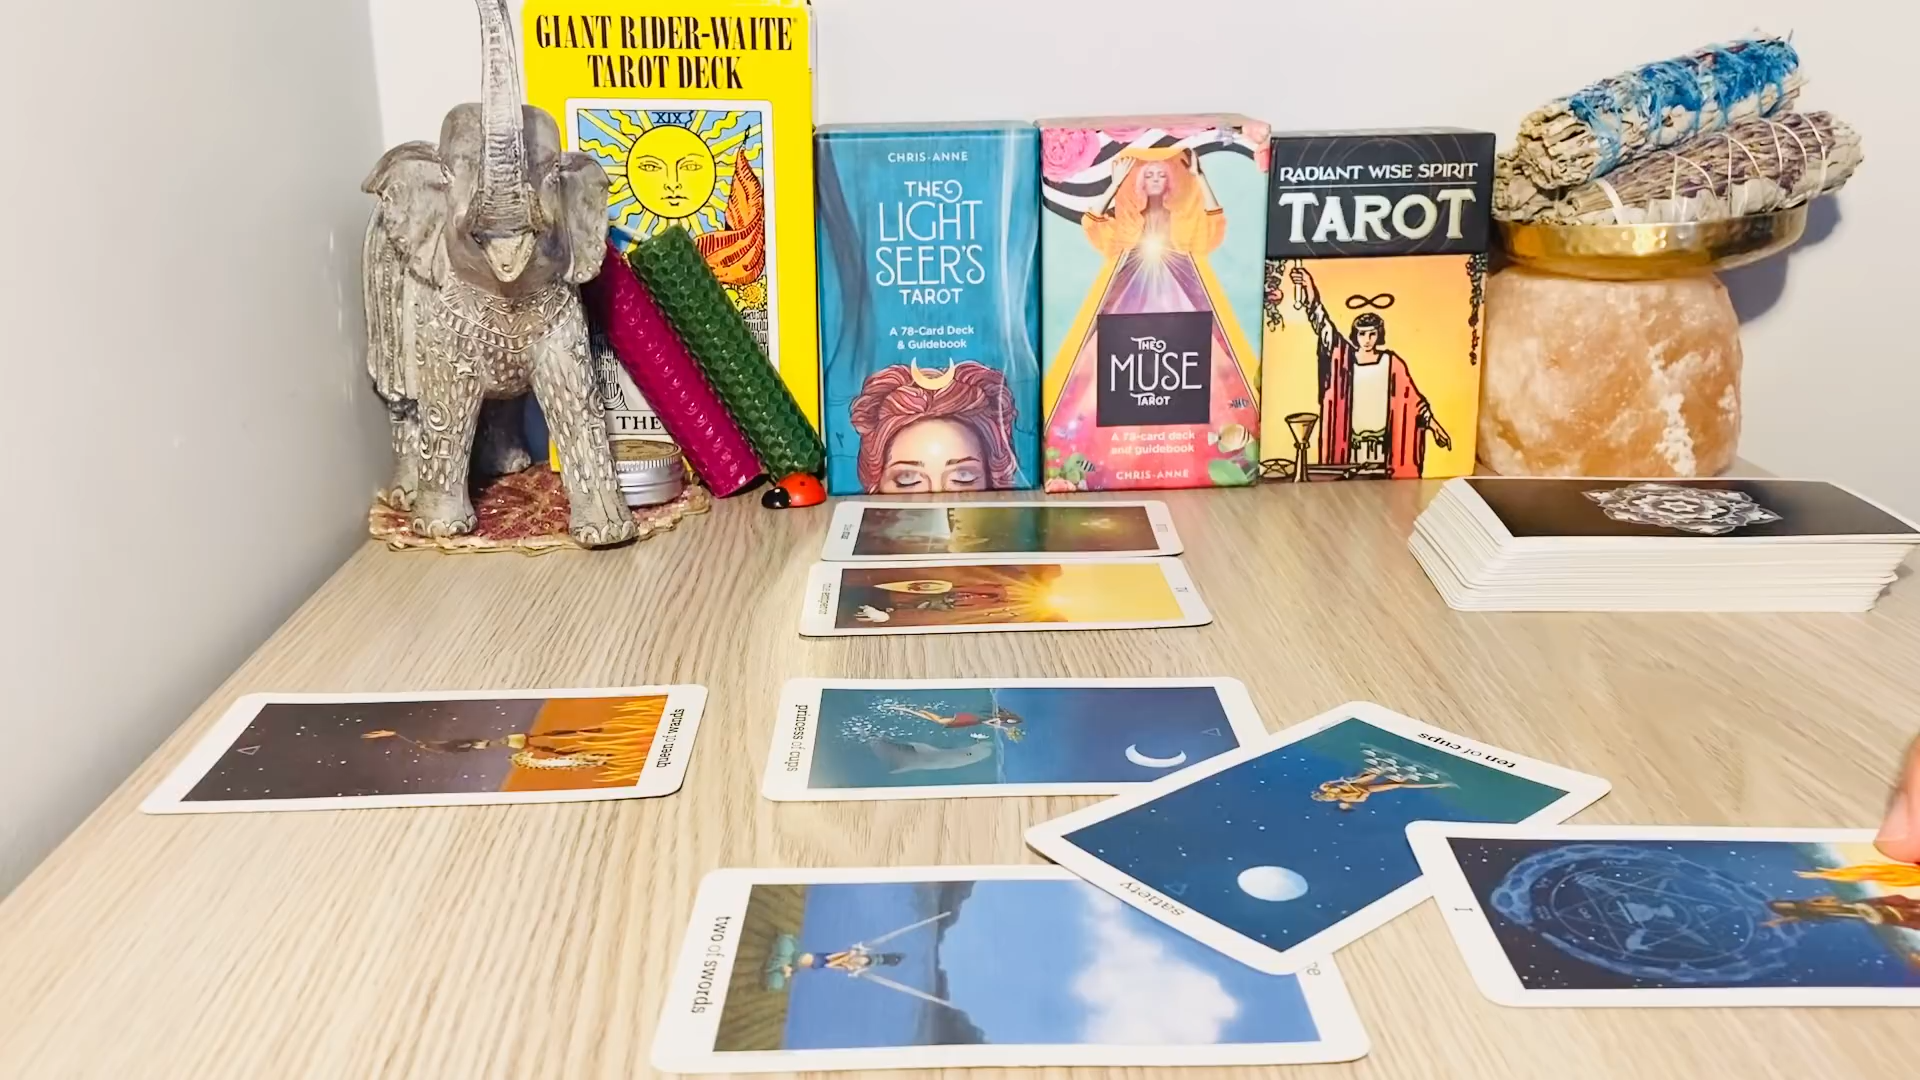 GIANT RIDER-WAITE
TAROT DECK
XIX
THE
CHRIS-ANNE
THE
LIGHT
SEER'S
TAROT
A 78-Card Deck
& Guidebook
THE
MUSE
TAROT
A 78-card deck
and guidebook
CHRIS-ANNE
RADIANT WISE SPIRIT
TAROT
queen of wands
princess of cups
ten of cups
satiety
two of swords
I